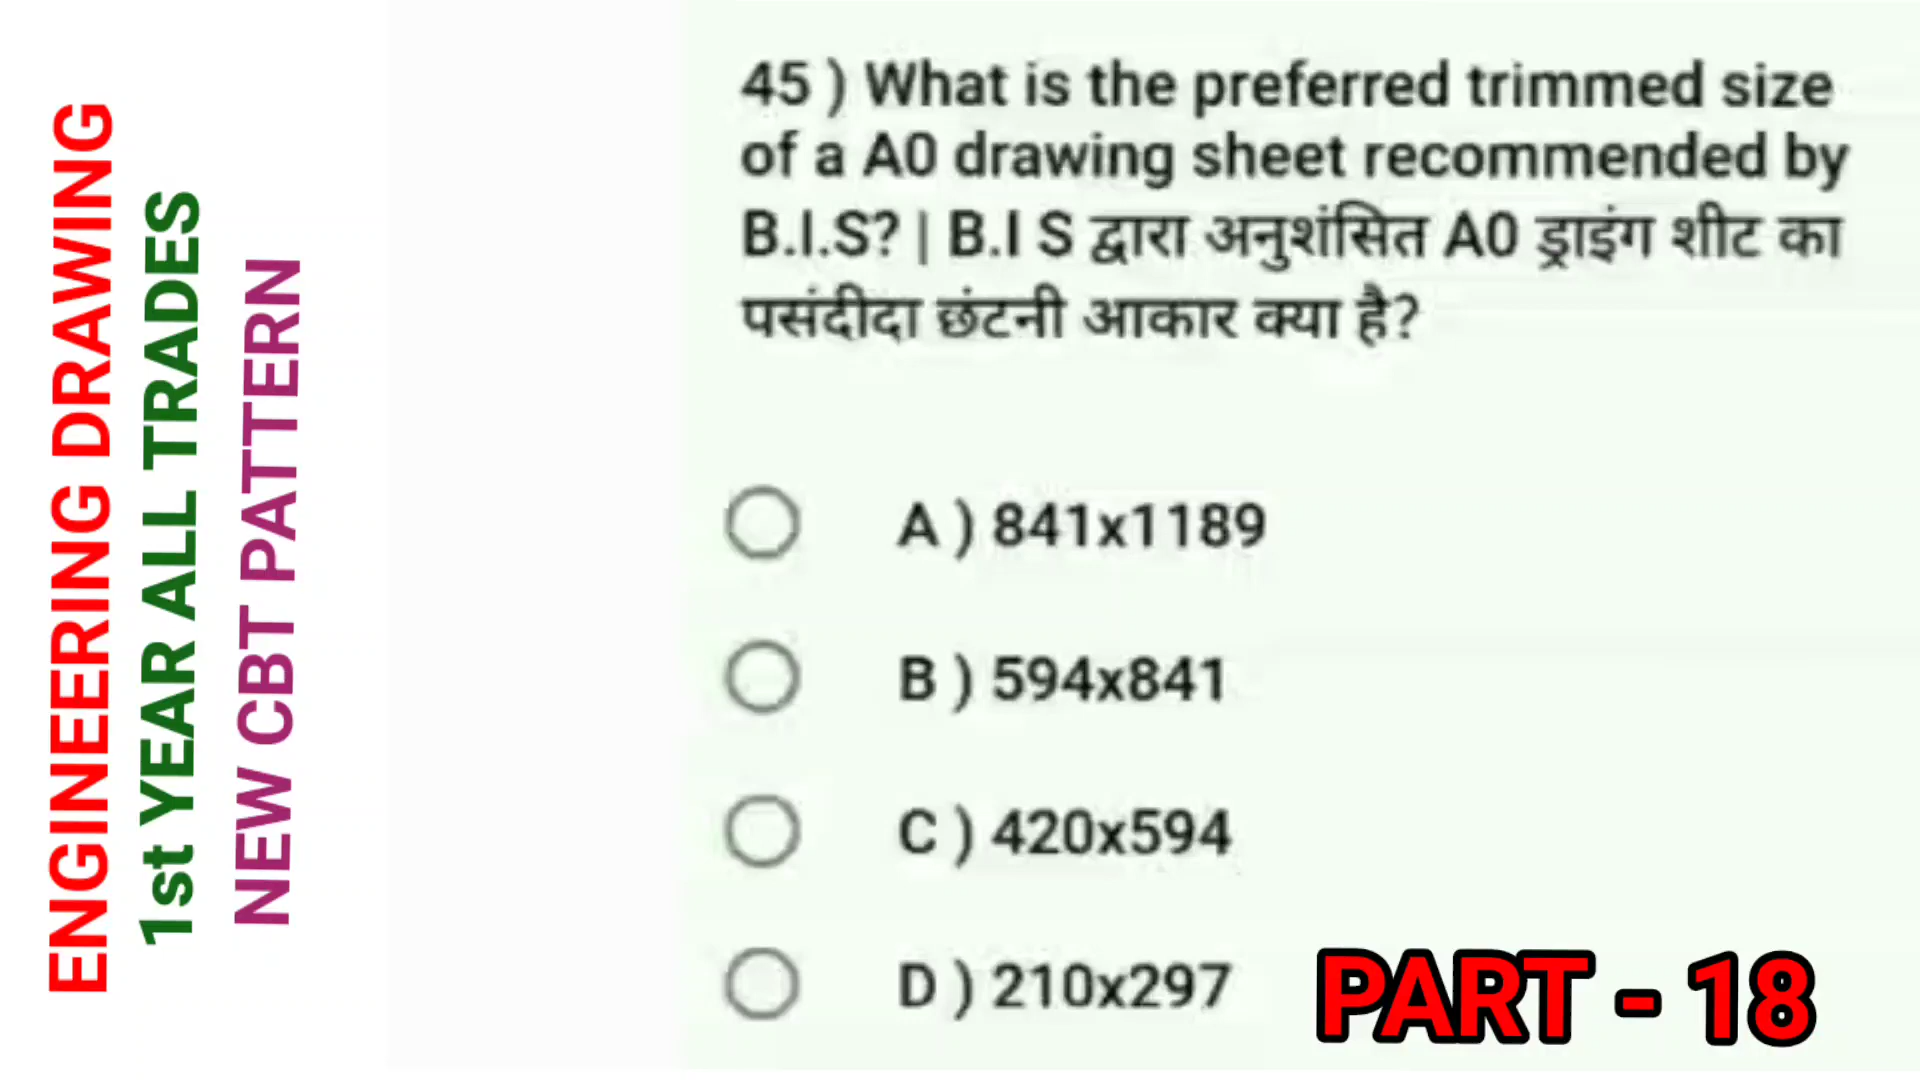 ENGINEERING DRAWING
1st YEAR ALL TRADES
NEW CBT PATTERN
45 ) What is the preferred trimmed size
of a A0 drawing sheet recommended by
B.I.S? | B.I S द्वारा अनुशंसित A0 ड्राइंग शीट का
पसंदीदा छंटनी आकार क्या है?
A ) 841x1189
B ) 594x841
C ) 420x594
D ) 210x297
PART - 18